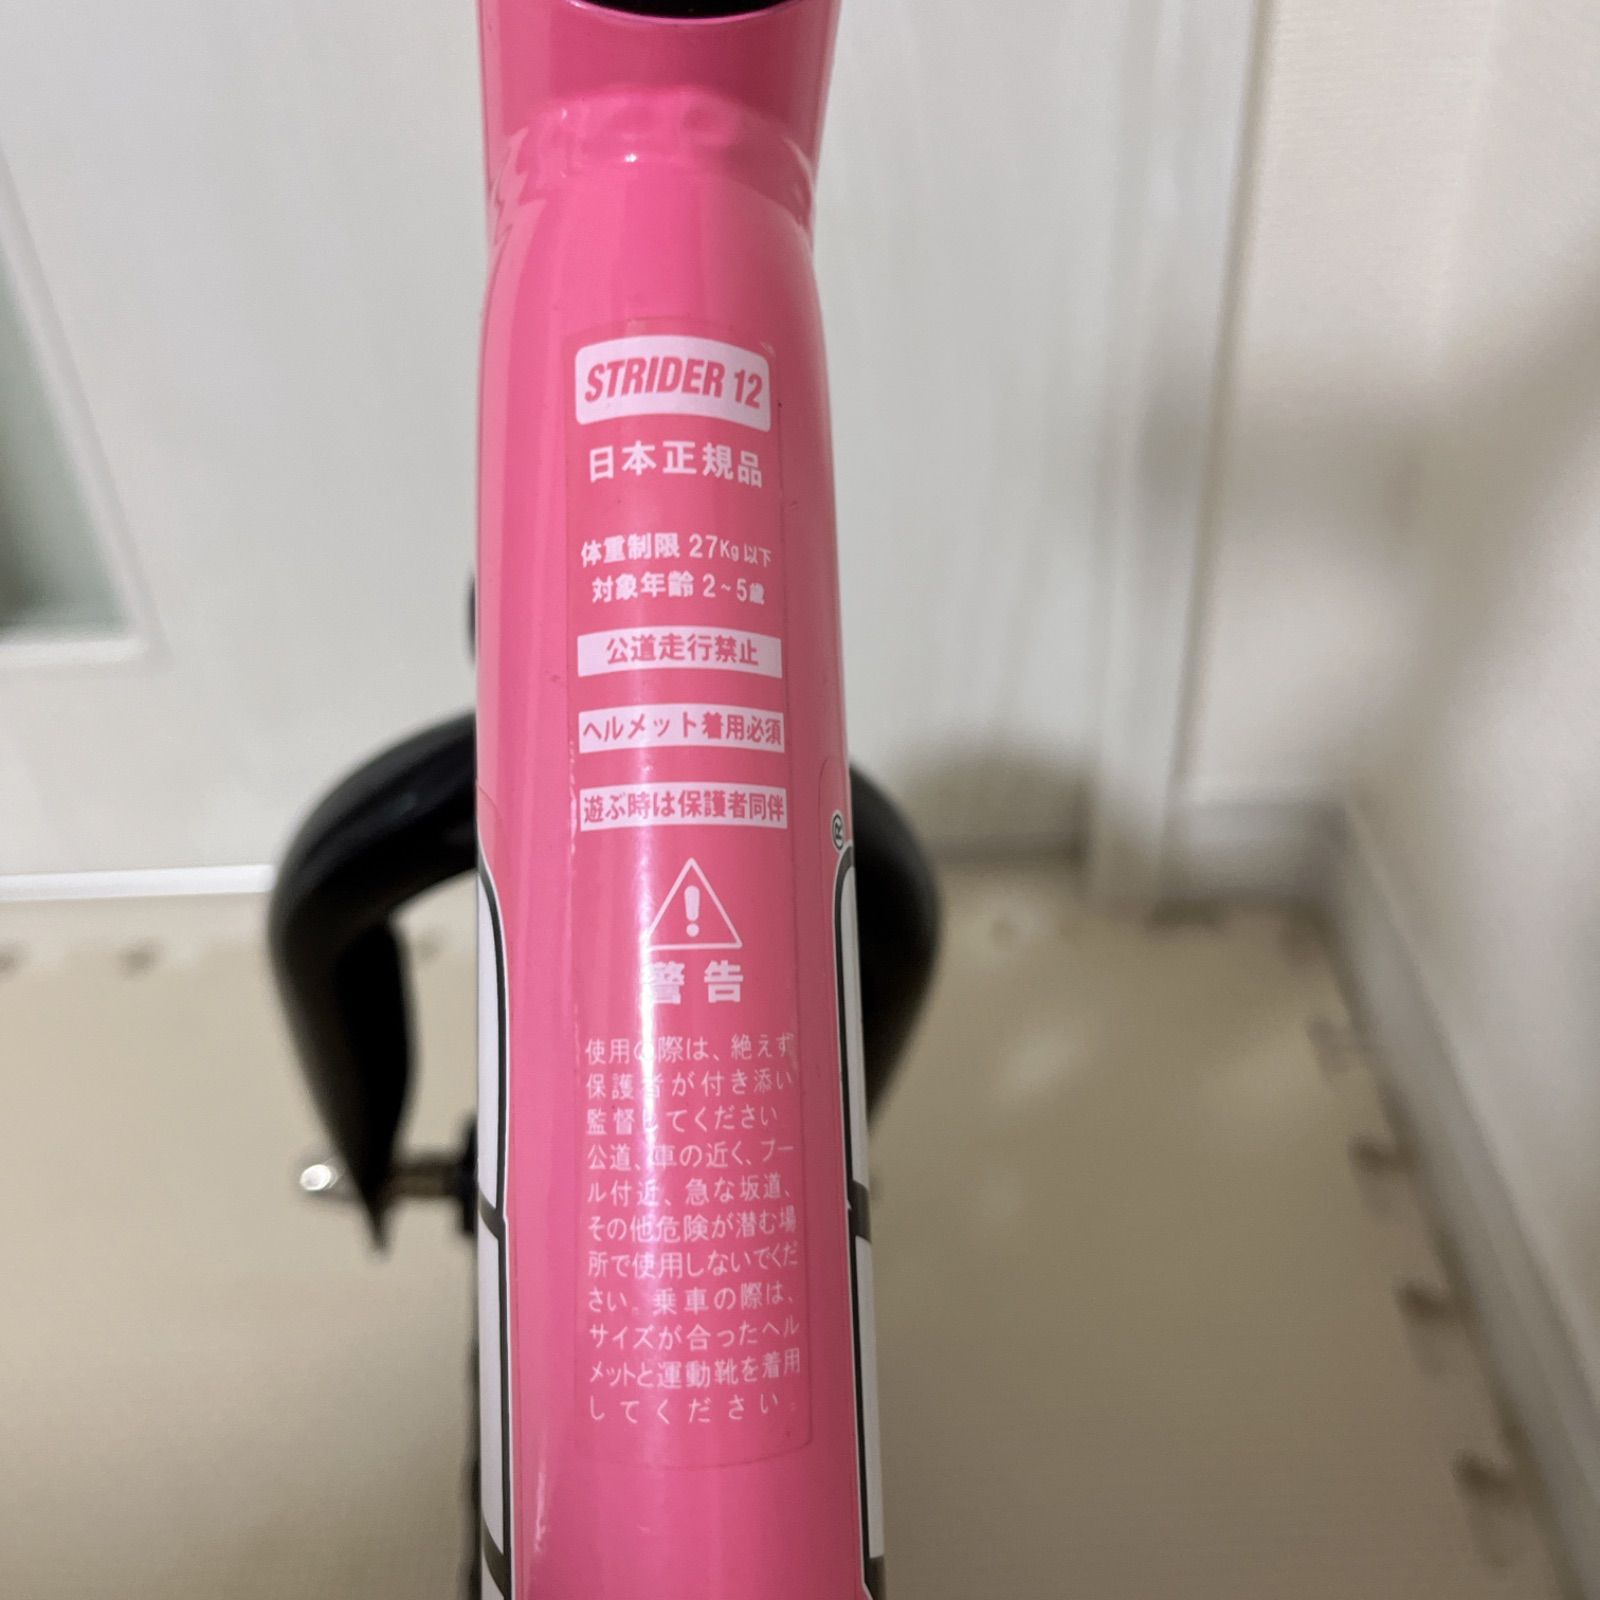 STRIDER 12
日本正規品
体重制限 27Kg以下
対象年齢 2~5歳
公道走行禁止
ヘルメット着用必須
遊ぶ時は保護者同伴
警告
使用の際は、絶えず
保護者が付き添い
監督してください
公道、車の近く、プー
ル付近、急な坂道、
その他危険が潜む場
所で使用しないでくだ
さい。乗車の際は、
サイズが合ったヘル
メットと運動靴を着用
してください。
®